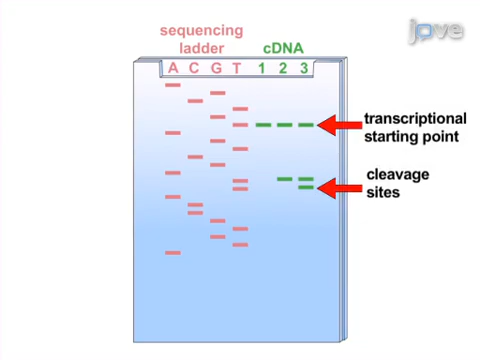 jove
sequencing
ladder
cDNA
A C G T 1 2 3
transcriptional
starting point
cleavage
sites